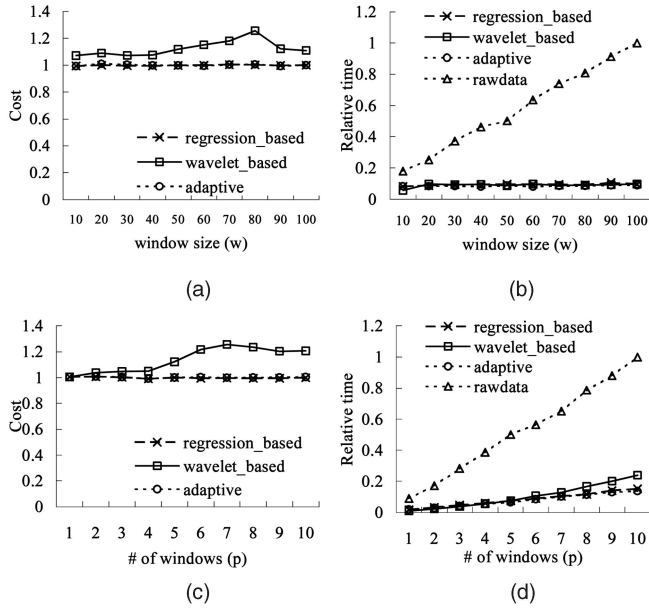 1.4
1.2
1
0.8
0.6
0.4
0.2
0
Cost
regression_based
wavelet_based
adaptive
10 20 30 40 50 60 70 80 90 100
window size (w)
(a)
1.2
1
0.8
0.6
0.4
0.2
0
Relative time
regression_based
wavelet_based
adaptive
rawdata
10 20 30 40 50 60 70 80 90 100
window size (w)
(b)
1.4
1.2
1
0.8
0.6
0.4
0.2
0
Cost
regression_based
wavelet_based
adaptive
1 2 3 4 5 6 7 8 9 10
# of windows (p)
(c)
1.2
1
0.8
0.6
0.4
0.2
0
Relative time
regression_based
wavelet_based
adaptive
rawdata
1 2 3 4 5 6 7 8 9 10
# of windows (p)
(d)